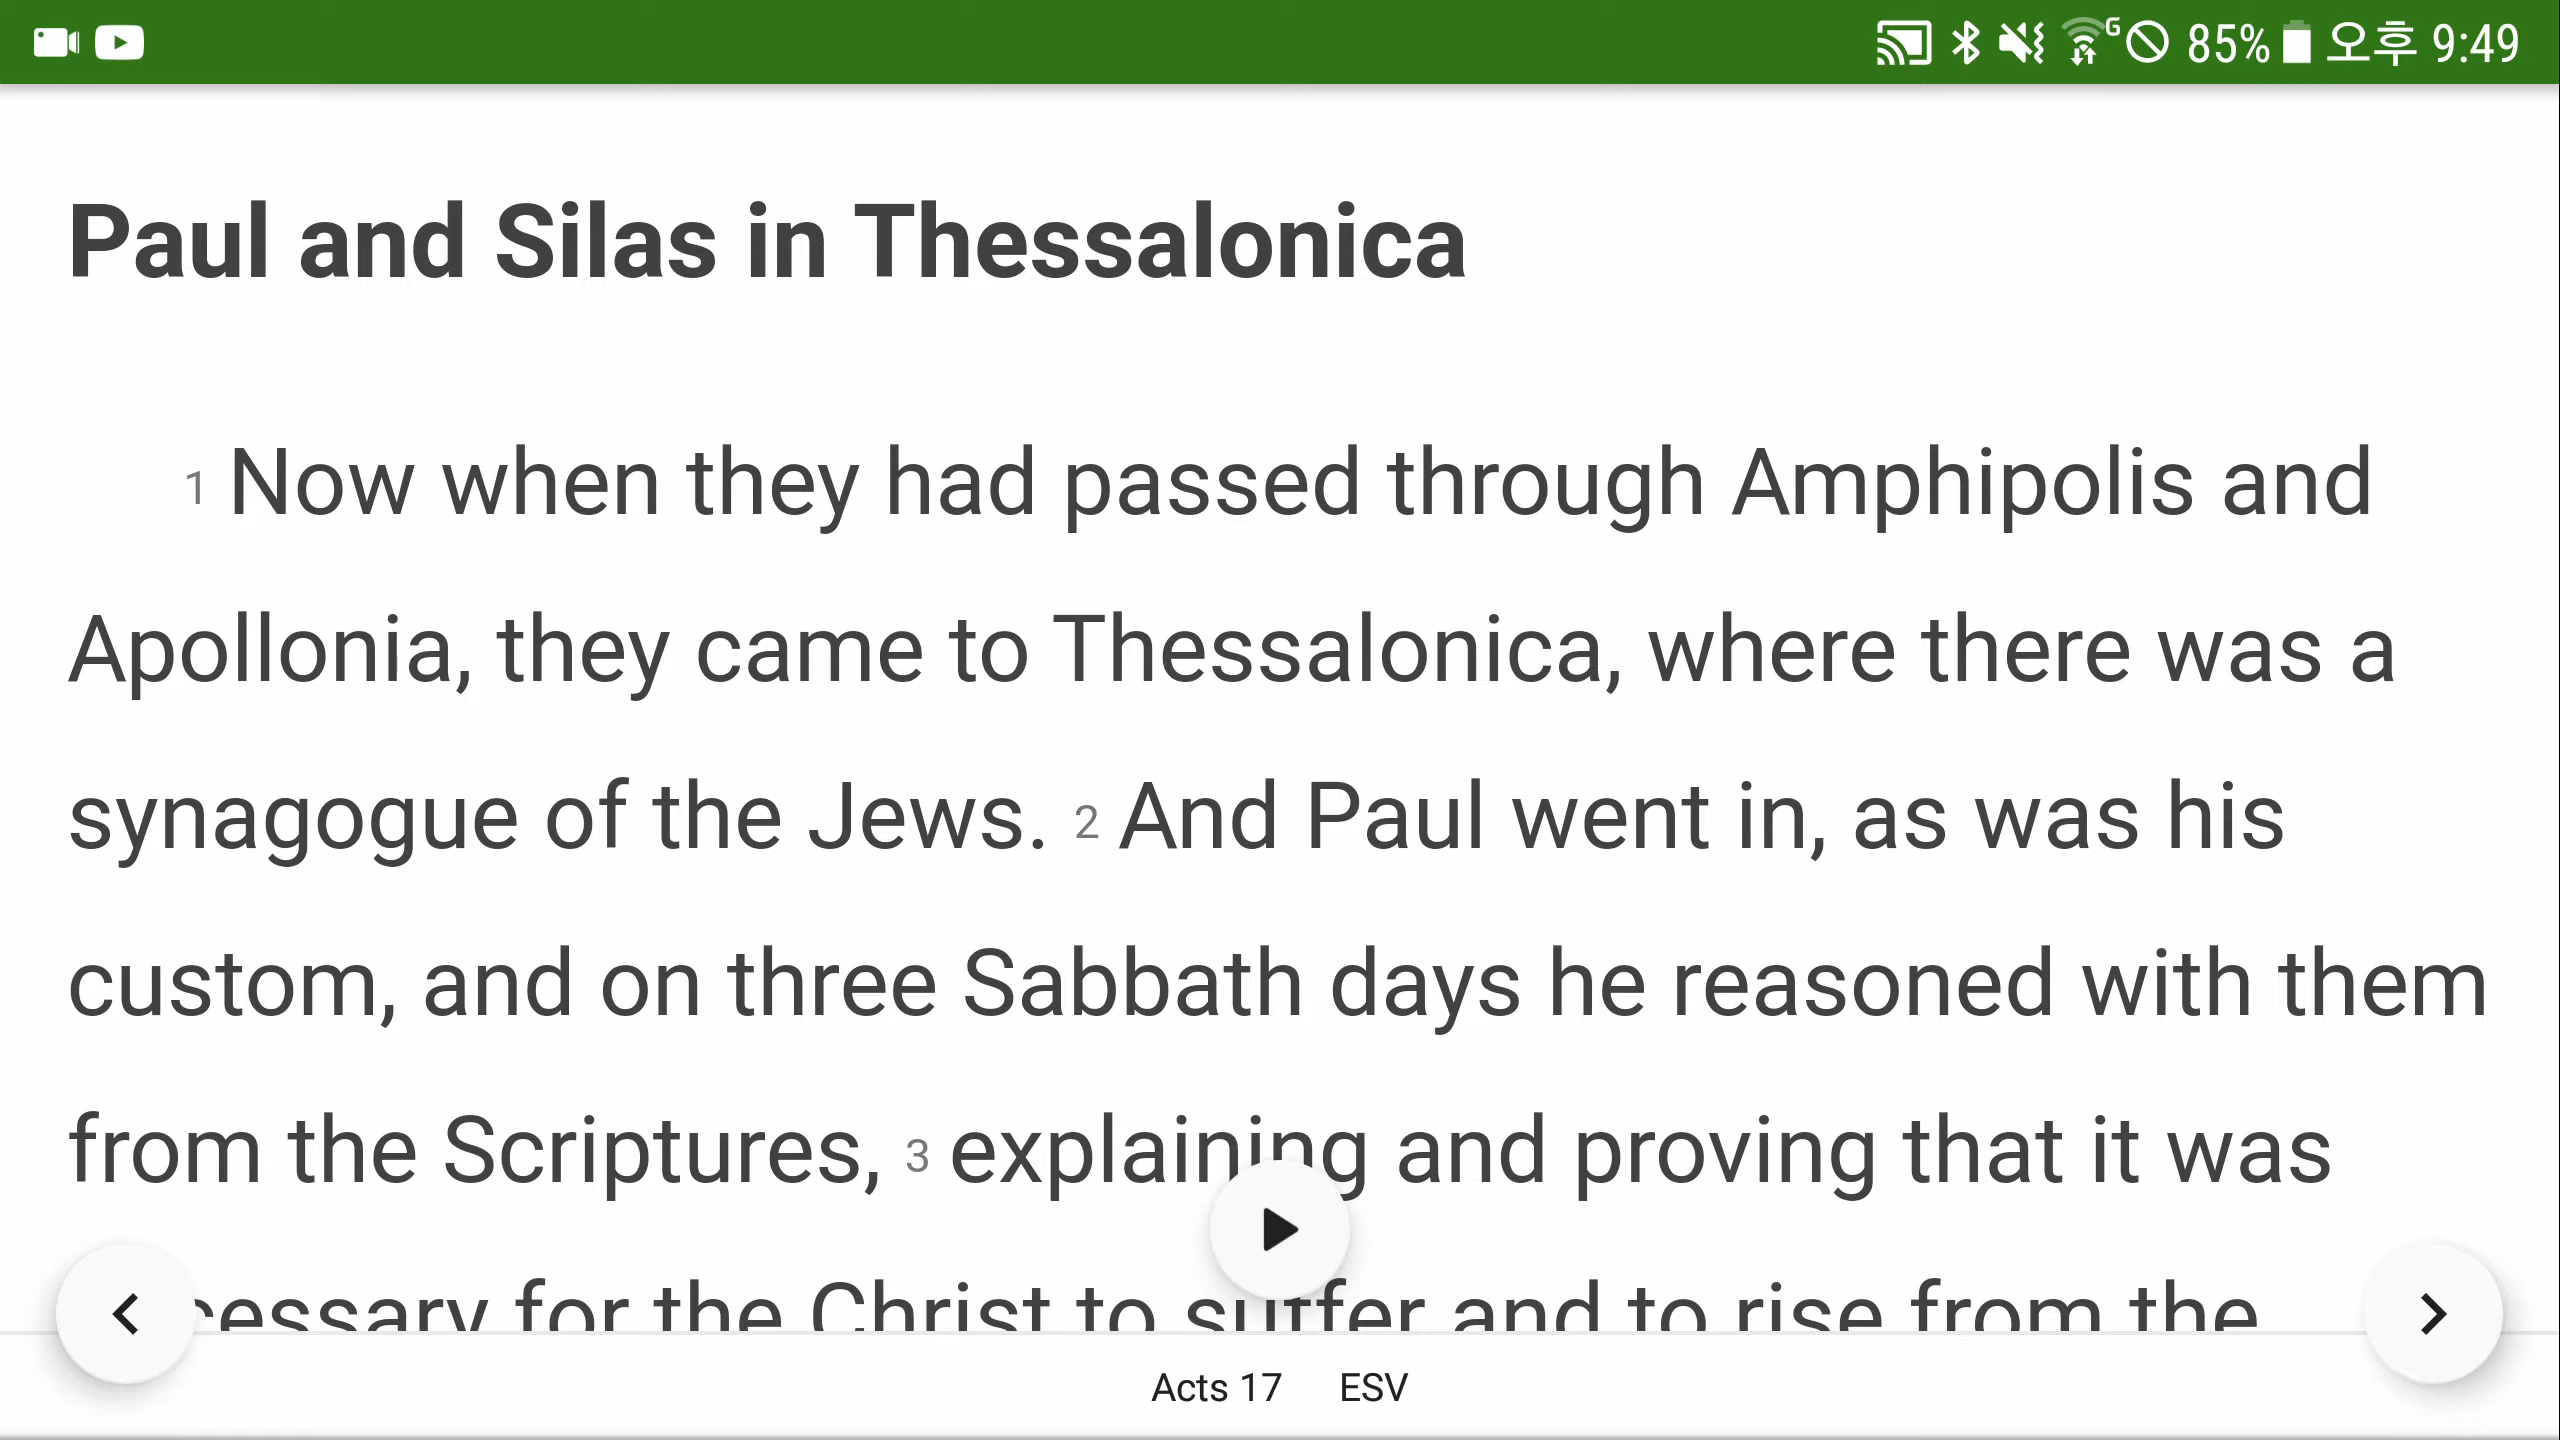 85% 오후 9:49
Paul and Silas in Thessalonica
1 Now when they had passed through Amphipolis and
Apollonia, they came to Thessalonica, where there was a
synagogue of the Jews. 2 And Paul went in, as was his
custom, and on three Sabbath days he reasoned with them
from the Scriptures, 3 explaining and proving that it was
cessary for the Christ to suffer and to rise from the
Acts 17 ESV